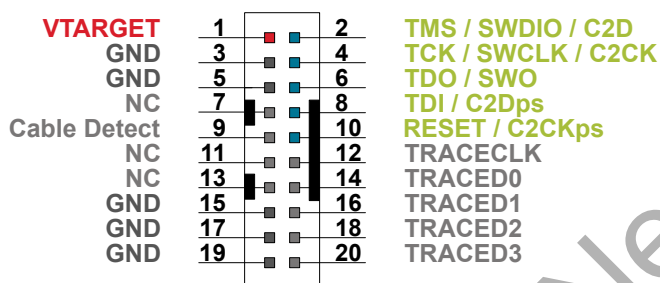 VTARGET 1 2 TMS / SWDIO / C2D
GND 3 4 TCK / SWCLK / C2CK
GND 5 6 TDO / SWO
NC 7 8 TDI / C2Dps
Cable Detect 9 10 RESET / C2CKps
NC 11 12 TRACECLK
NC 13 14 TRACED0
GND 15 16 TRACED1
GND 17 18 TRACED2
GND 19 20 TRACED3